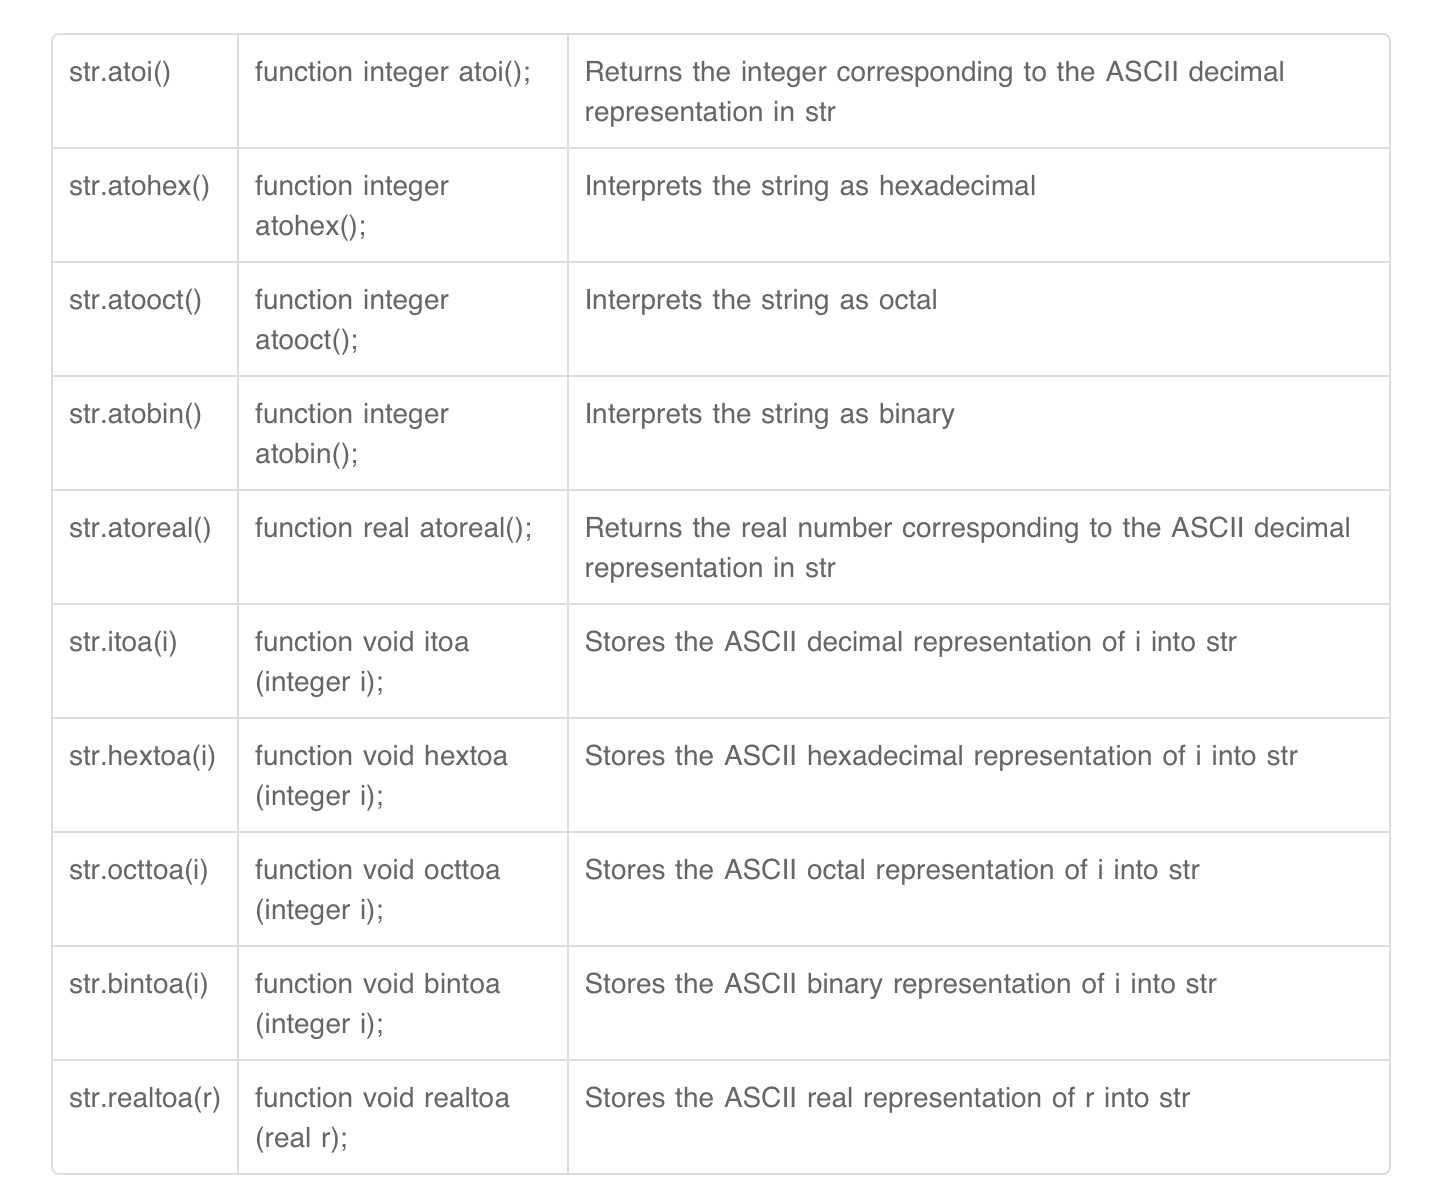 str.atoi()
function integer atoi();
Returns the integer corresponding to the ASCII decimal
representation in str
str.atohex()
function integer
atohex();
Interprets the string as hexadecimal
str.atooct()
function integer
atooct();
Interprets the string as octal
str.atobin()
function integer
atobin();
Interprets the string as binary
str.atoreal()
function real atoreal();
Returns the real number corresponding to the ASCII decimal
representation in str
str.itoa(i)
function void itoa
(integer i);
Stores the ASCII decimal representation of i into str
str.hextoa(i)
function void hextoa
(integer i);
Stores the ASCII hexadecimal representation of i into str
str.octtoa(i)
function void octtoa
(integer i);
Stores the ASCII octal representation of i into str
str.bintoa(i)
function void bintoa
(integer i);
Stores the ASCII binary representation of i into str
str.realtoa(r)
function void realtoa
(real r);
Stores the ASCII real representation of r into str